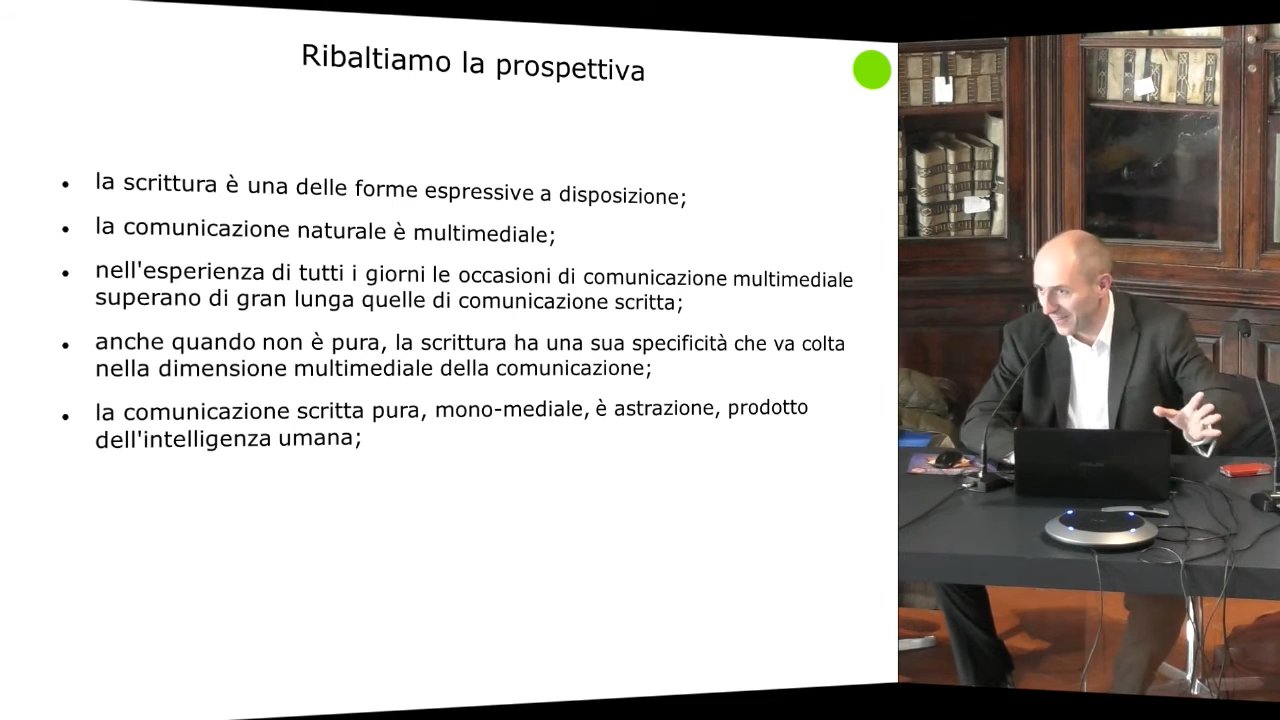 Ribaltiamo la prospettiva
• la scrittura è una delle forme espressive a disposizione;
• la comunicazione naturale è multimediale;
• nell'esperienza di tutti i giorni le occasioni di comunicazione multimediale
superano di gran lunga quelle di comunicazione scritta;
• anche quando non è pura, la scrittura ha una sua specificità che va colta
nella dimensione multimediale della comunicazione;
• la comunicazione scritta pura, mono-mediale, è astrazione, prodotto
dell'intelligenza umana;